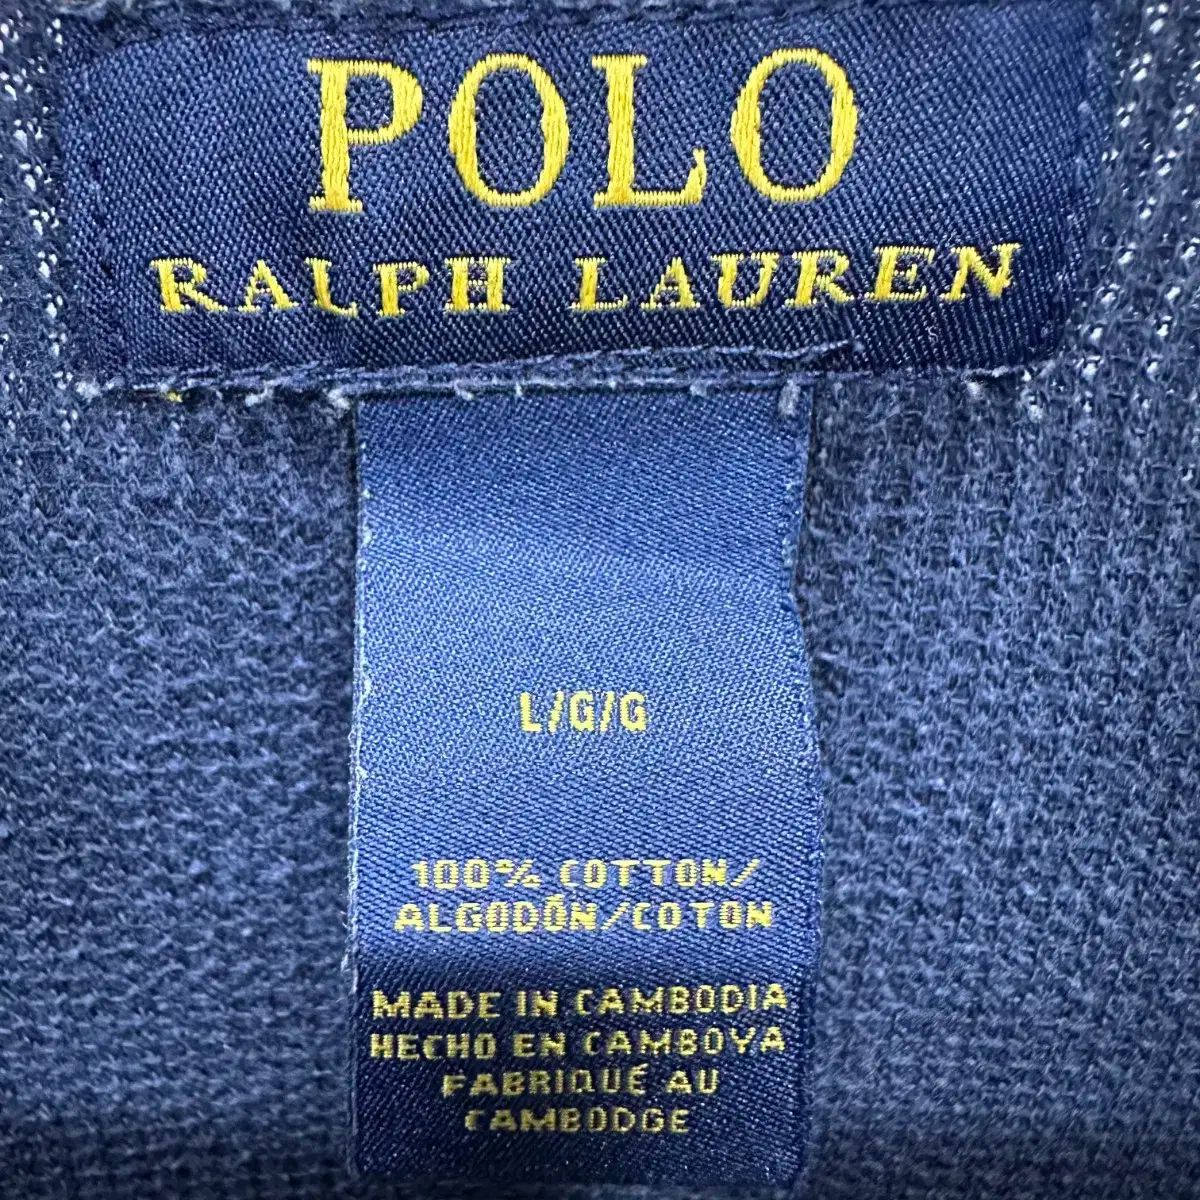 POLO
RALPH LAUREN
L/G/G
100% COTTON/
ALGODÓN/COTON
MADE IN CAMBODIA
HECHO EN CAMBOYA
FABRIQUÉ AU
CAMBODGE